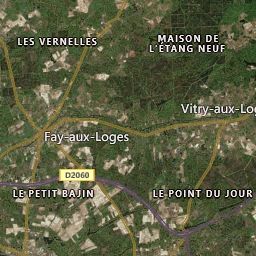 LES VERNELLES
MAISON DE
L'ÉTANG NEUF
Vitry-aux-Lo
Fay-aux-Loges
D2060
LE PETIT BAJIN
LE POINT DU JOUR